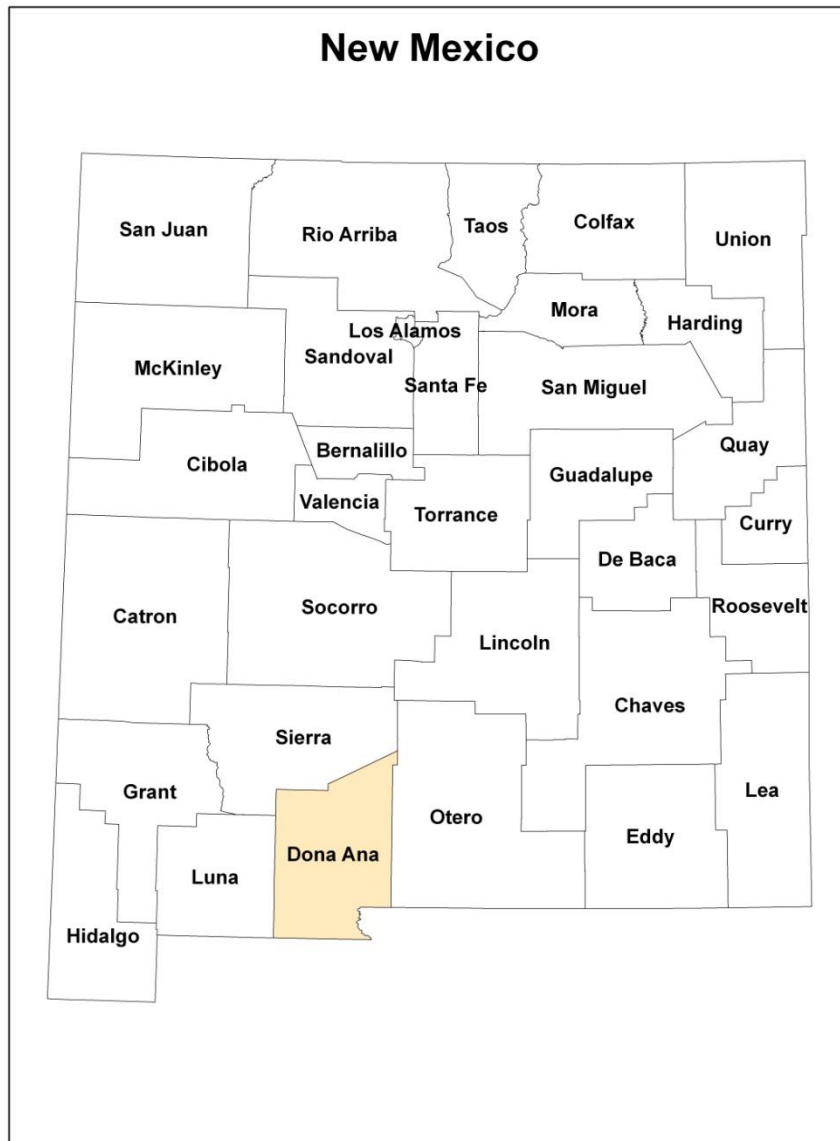 New Mexico
San Juan
Rio Arriba
Taos
Colfax
Union
Mora
Harding
Los Alamos
Sandoval
McKinley
Santa Fe
San Miguel
Quay
Bernalillo
Cibola
Guadalupe
Valencia
Torrance
Curry
De Baca
Socorro
Roosevelt
Catron
Lincoln
Chaves
Sierra
Grant
Lea
Otero
Eddy
Dona Ana
Luna
Hidalgo